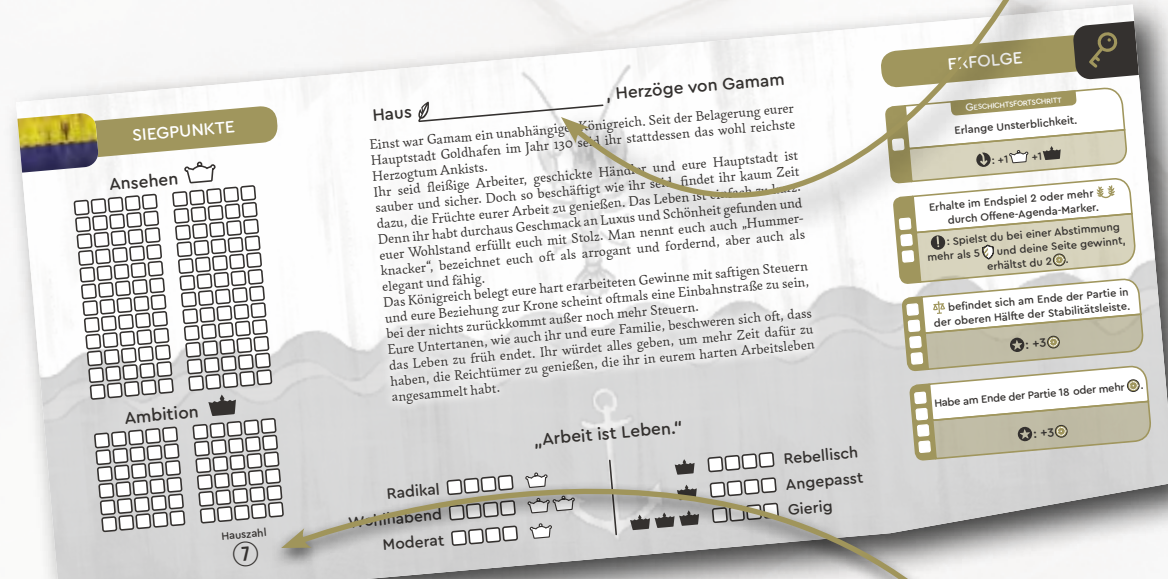 SIEGPUNKTE
Ansehen
Ambition
Hauszahl
7
Haus , Herzöge von Gamam
Einst war Gamam ein unabhängiges Königreich. Seit der Belagerung eurer
Hauptstadt Goldhafen im Jahr 130 seid ihr stattdessen das wohl reichste
Herzogtum Ankists.
Ihr seid fleißige Arbeiter, geschickte Händler und eure Hauptstadt ist
sauber und sicher. Doch so beschäftigt wie ihr seid, findet ihr kaum Zeit
dazu, die Früchte eurer Arbeit zu genießen. Das Leben ist einfach zu kurz.
Denn ihr habt durchaus Geschmack an Luxus und Schönheit gefunden und
euer Wohlstand erfüllt euch mit Stolz. Man nennt euch auch „Hummer-
knacker“, bezeichnet euch oft als arrogant und fordernd, aber auch als
elegant und fähig.
Das Königreich belegt eure hart erarbeiteten Gewinne mit saftigen Steuern
und eure Beziehung zur Krone scheint oftmals eine Einbahnstraße zu sein,
bei der nichts zurückkommt außer noch mehr Steuern.
Eure Untertanen, wie auch ihr und eure Familie, beschweren sich oft, dass
das Leben zu früh endet. Ihr würdet alles geben, um mehr Zeit dafür zu
haben, die Reichtümer zu genießen, die ihr in eurem harten Arbeitsleben
angesammelt habt.
„Arbeit ist Leben.“
Radikal
Wohlhabend
Moderat
Rebellisch
Angepasst
Gierig
ERFOLGE
GESCHICHTSFORTSCHRITT
Erlange Unsterblichkeit.
: +1 +1
Erhalte im Endspiel 2 oder mehr
durch Offene-Agenda-Marker.
: Spielst du bei einer Abstimmung
mehr als 5 und deine Seite gewinnt,
erhältst du 2 .
befindet sich am Ende der Partie in
der oberen Hälfte der Stabilitätsleiste.
: +3
Habe am Ende der Partie 18 oder mehr .
: +3